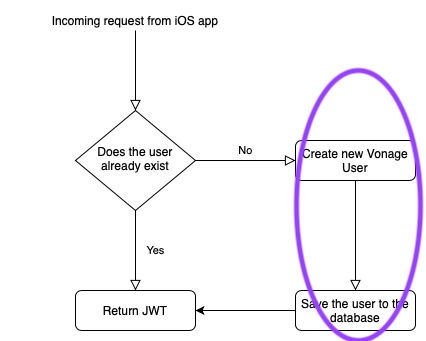 Incoming request from iOS app
Does the user
already exist
No
Create new Vonage
User
Yes
Return JWT
Save the user to the
database